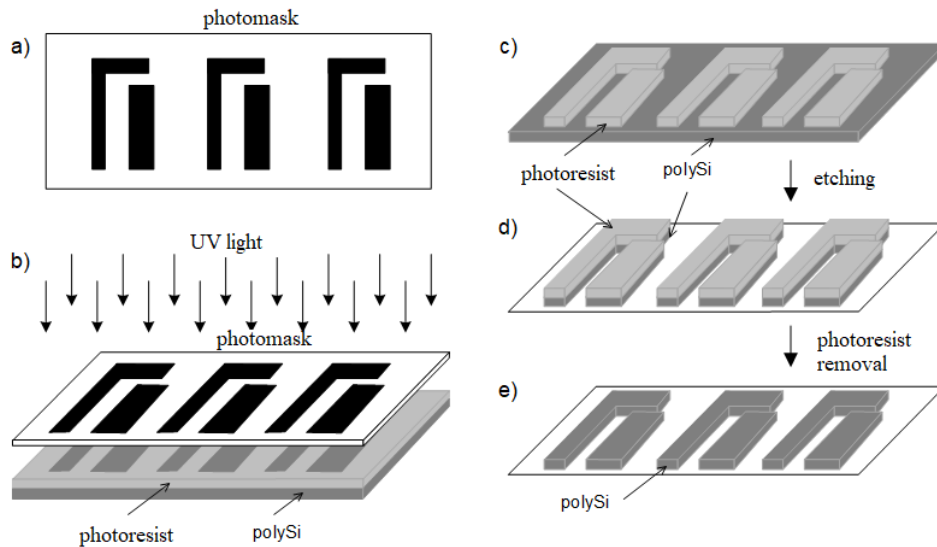 photomask
a)
UV light
b)
photomask
photoresist
polySi
c)
photoresist
polySi
etching
d)
photoresist
removal
e)
polySi